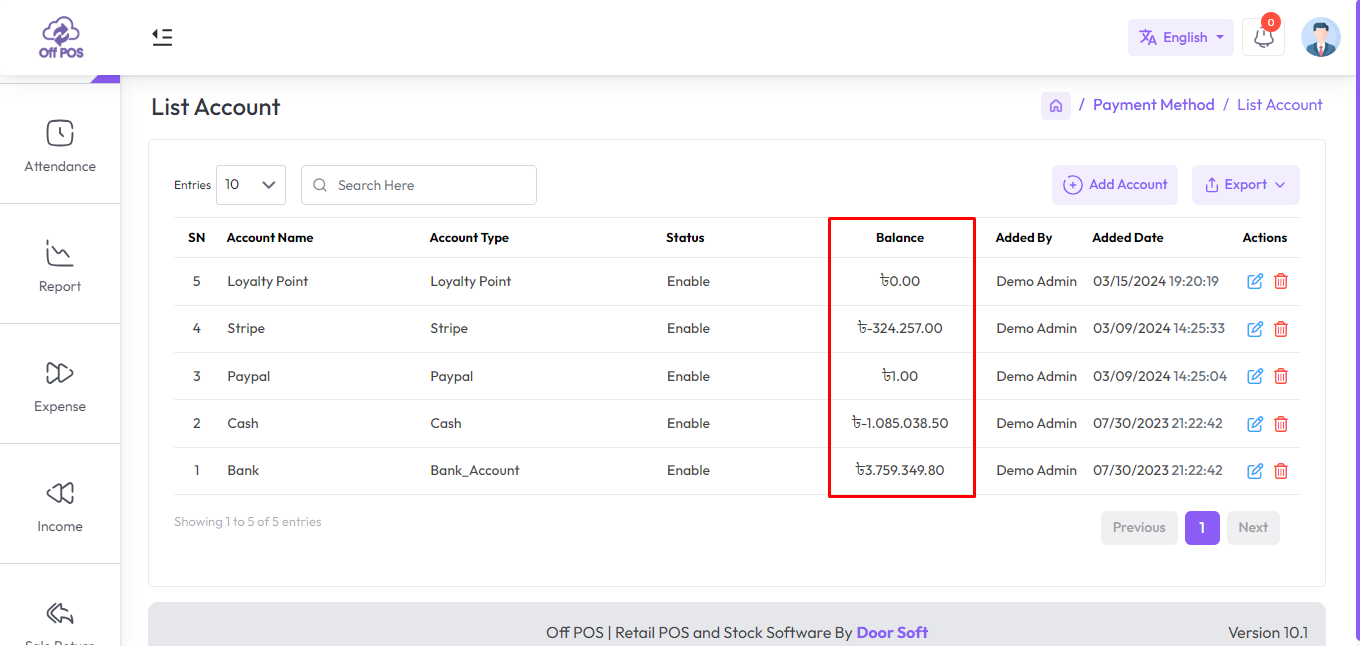 Off POS
English
0
Attendance
Report
Expense
Income
List Account
/ Payment Method / List Account
Entries 10 Search Here Add Account Export
SN Account Name Account Type Status Balance Added By Added Date Actions
5 Loyalty Point Loyalty Point Enable ৳0.00 Demo Admin 03/15/2024 19:20:19
4 Stripe Stripe Enable ৳-324.257.00 Demo Admin 03/09/2024 14:25:33
3 Paypal Paypal Enable ৳1.00 Demo Admin 03/09/2024 14:25:04
2 Cash Cash Enable ৳-1.085.038.50 Demo Admin 07/30/2023 21:22:42
1 Bank Bank_Account Enable ৳3.759.349.80 Demo Admin 07/30/2023 21:22:42
Showing 1 to 5 of 5 entries
Previous 1 Next
Off POS | Retail POS and Stock Software By Door Soft
Version 10.1